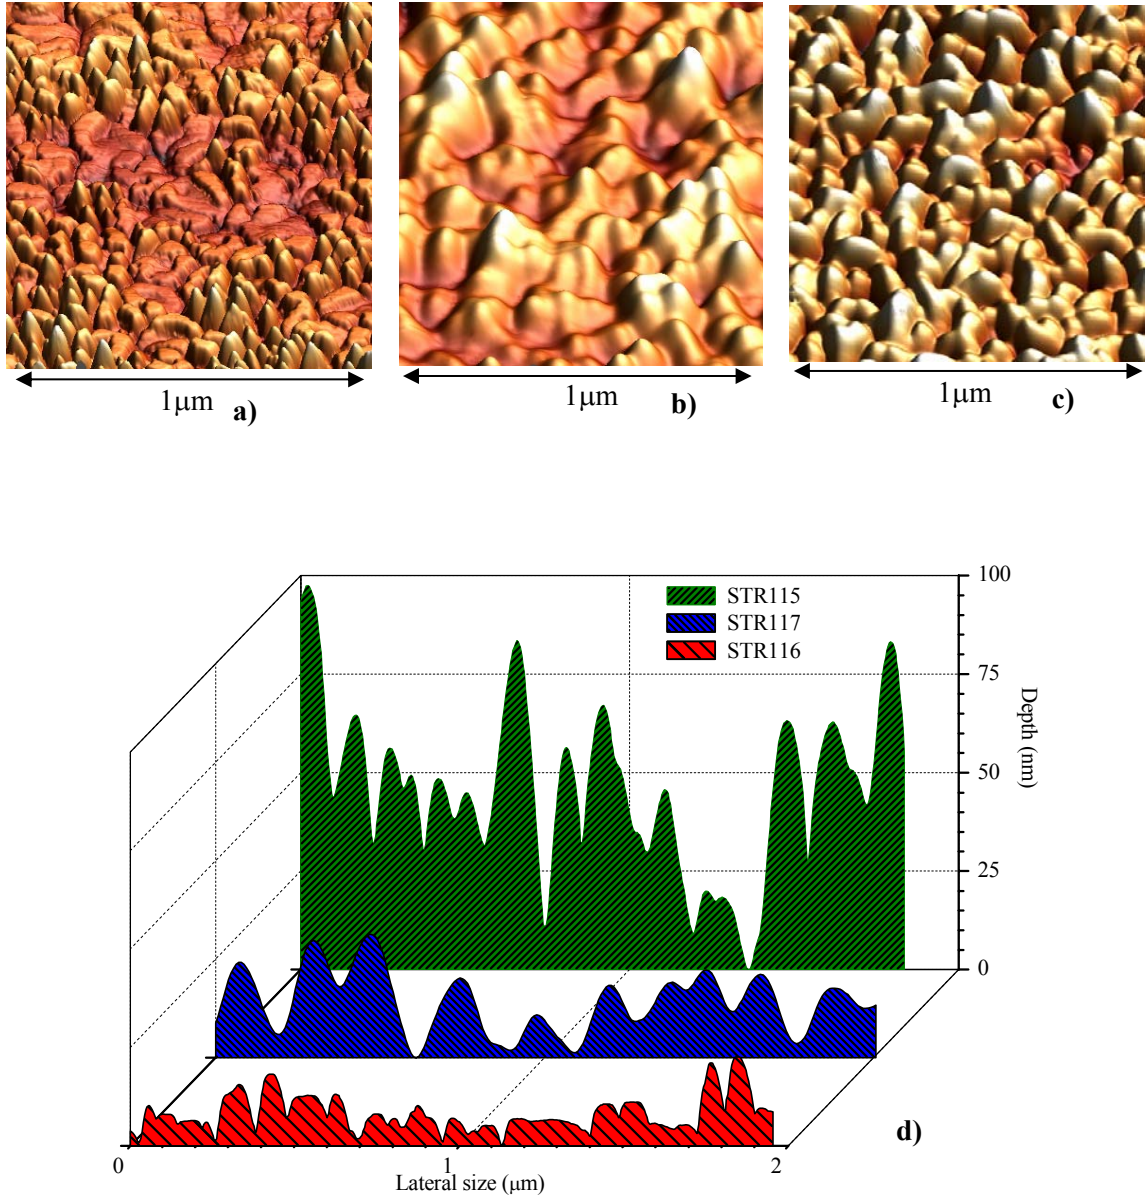 1μm
a)
1μm
b)
1μm
c)
STR115
STR117
STR116
100
75
50
25
0
Depth (nm)
d)
0
1
2
Lateral size (μm)